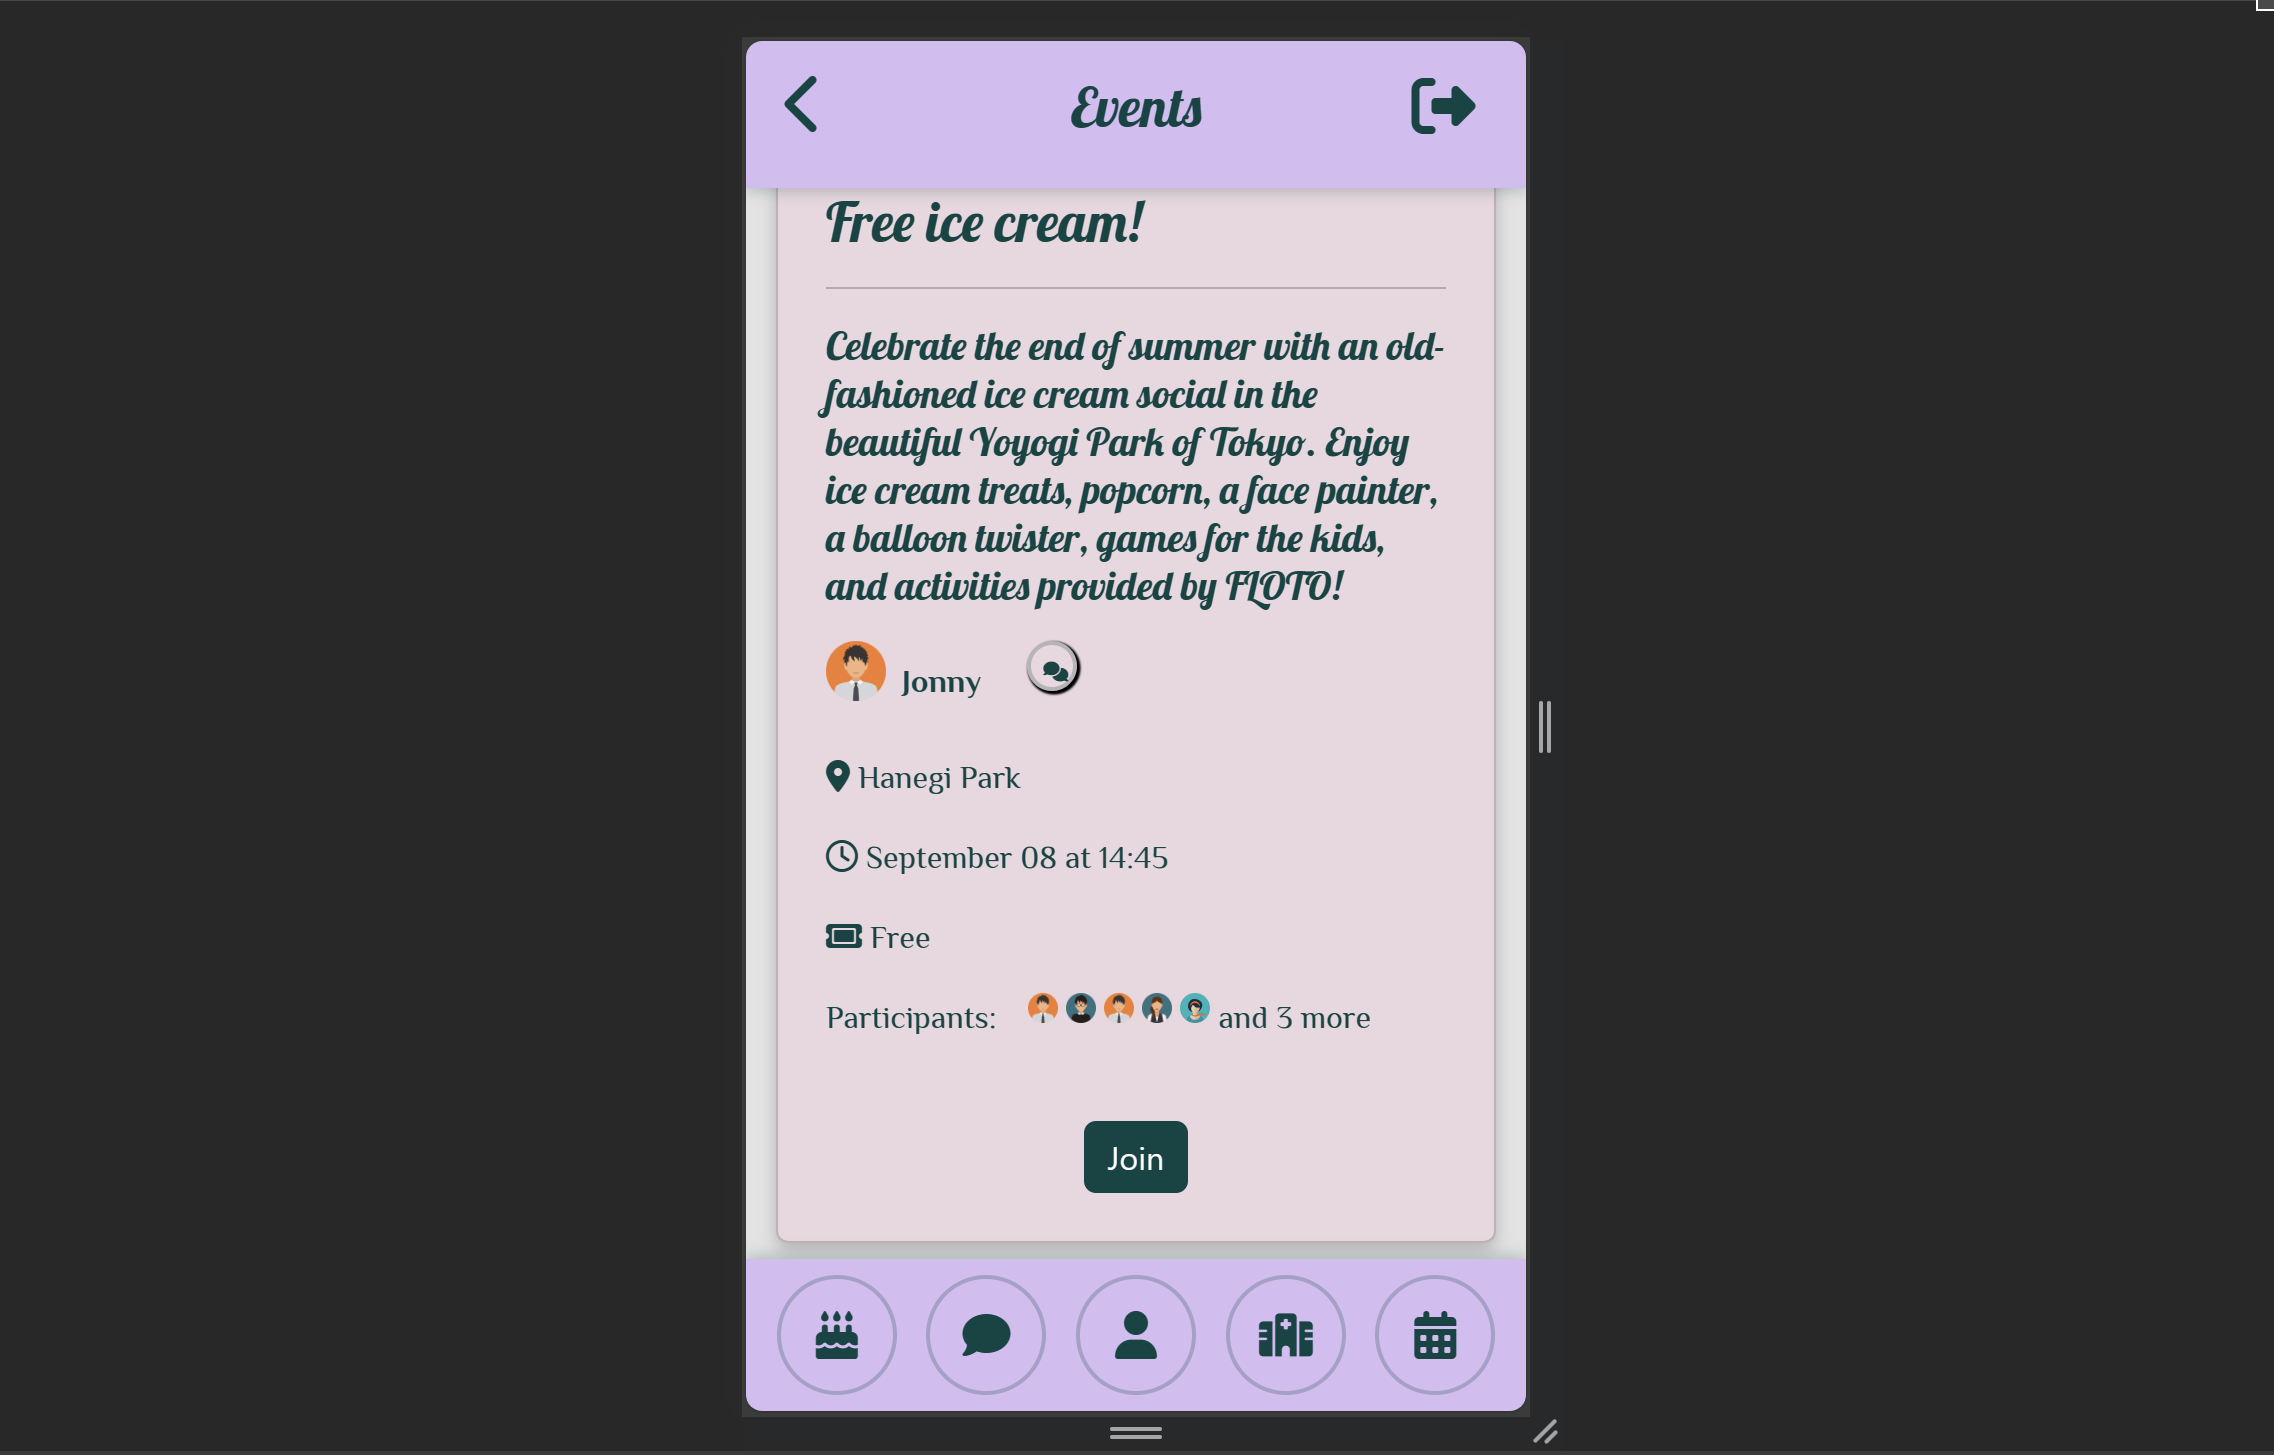 Events
Free ice cream!
Celebrate the end of summer with an old-
fashioned ice cream social in the
beautiful Yoyogi Park of Tokyo. Enjoy
ice cream treats, popcorn, a face painter,
a balloon twister, games for the kids,
and activities provided by FLOTO!
Jonny
Hanegi Park
September 08 at 14:45
Free
Participants: and 3 more
Join